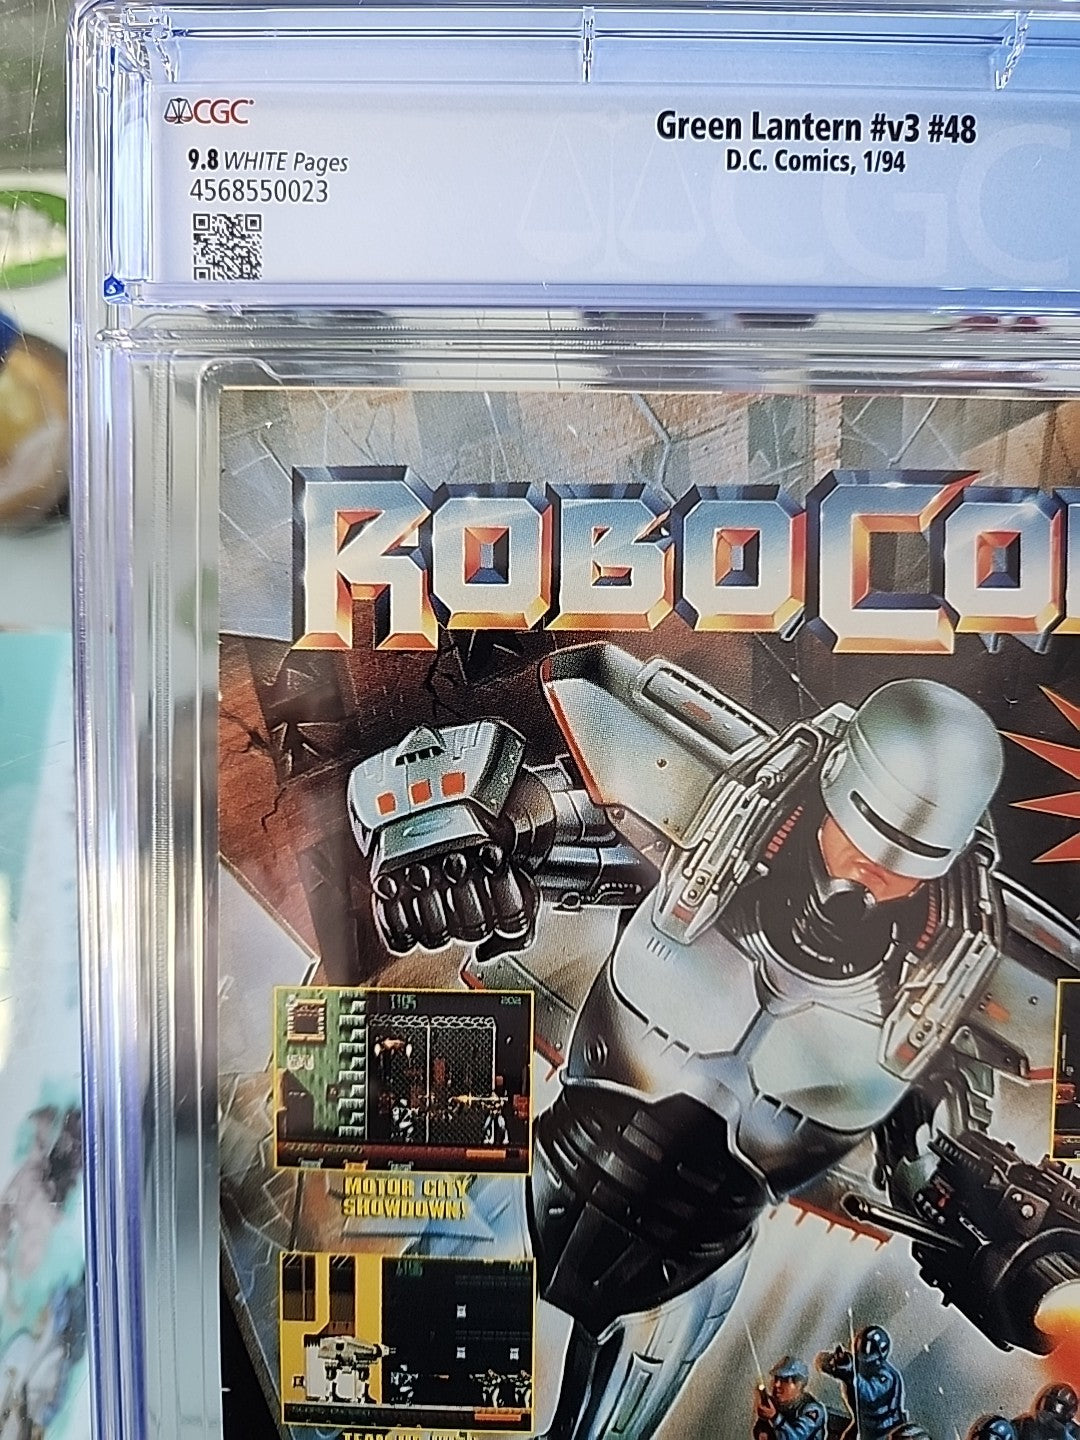 CGC
Green Lantern #v3 #48
D.C. Comics, 1/94
9.8 WHITE Pages
4568550023
ROBOCO
MOTOR CITY
SHOWDOWN!